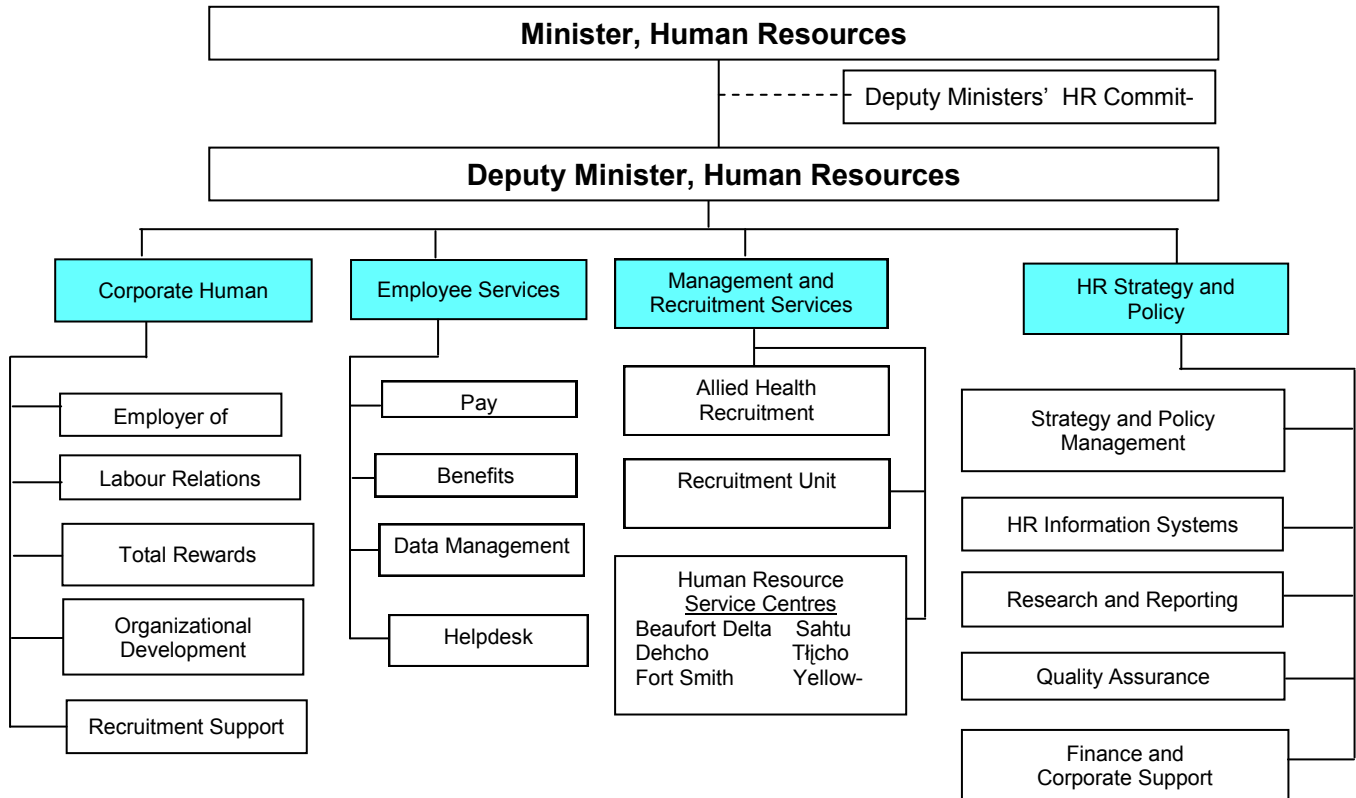 Minister, Human Resources
Deputy Ministers’ HR Commit-
Deputy Minister, Human Resources
Corporate Human
Employer of
Labour Relations
Total Rewards
Organizational
Development
Recruitment Support
Employee Services
Pay
Benefits
Data Management
Helpdesk
Management and
Recruitment Services
Allied Health
Recruitment
Recruitment Unit
Human Resource
Service Centres
Beaufort Delta Sahtu
Dehcho Tłįcho
Fort Smith Yellow-
HR Strategy and
Policy
Strategy and Policy
Management
HR Information Systems
Research and Reporting
Quality Assurance
Finance and
Corporate Support